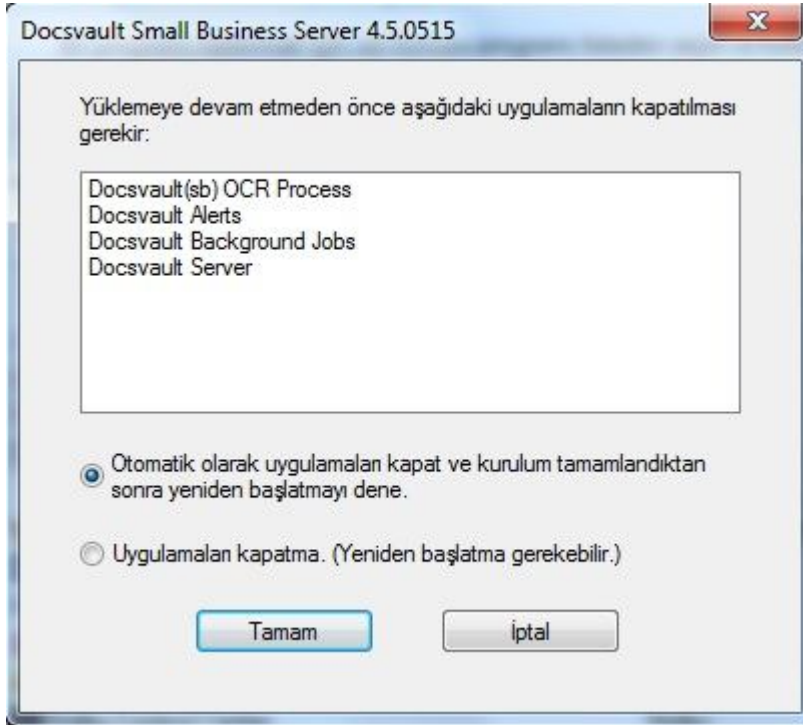 Docsvault Small Business Server 4.5.0515
Yüklemeye devam etmeden önce aşağıdaki uygulamaların kapatılması
gerekir:
Docsvault(sb) OCR Process
Docsvault Alerts
Docsvault Background Jobs
Docsvault Server
Otomatik olarak uygulamaları kapat ve kurulum tamamlandıktan
sonra yeniden başlatmayı dene.
Uygulamaları kapatma. (Yeniden başlatma gerekebilir.)
Tamam
İptal